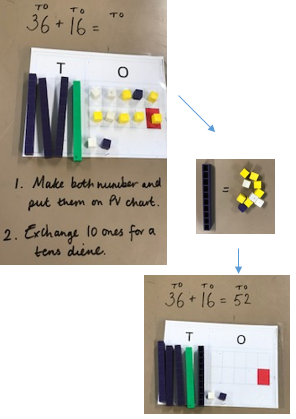 TO TO TO
36 + 16 =
T O
1. Make both number and
put them on PV chart.
2. Exchange 10 ones for a
tens diene.
=
TO TO TO
36 + 16 = 52
T O